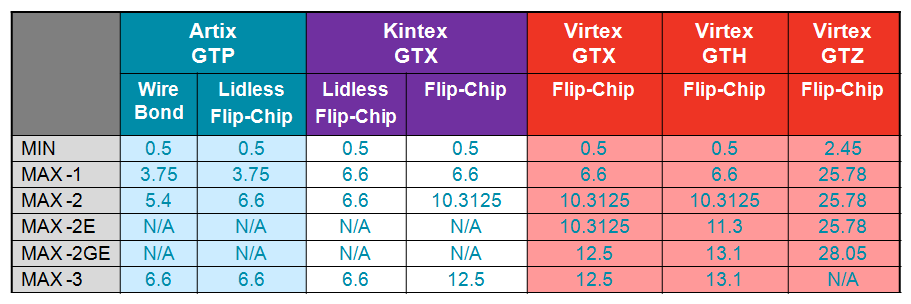 Artix GTP Kintex GTX Virtex GTX Virtex GTH Virtex GTZ
Wire Bond Lidless Flip-Chip Lidless Flip-Chip Flip-Chip Flip-Chip Flip-Chip Flip-Chip
MIN 0.5 0.5 0.5 0.5 0.5 0.5 2.45
MAX -1 3.75 3.75 6.6 6.6 6.6 6.6 25.78
MAX -2 5.4 6.6 6.6 10.3125 10.3125 10.3125 25.78
MAX -2E N/A N/A N/A N/A 10.3125 11.3 25.78
MAX -2GE N/A N/A N/A N/A 12.5 13.1 28.05
MAX -3 6.6 6.6 6.6 12.5 12.5 13.1 N/A